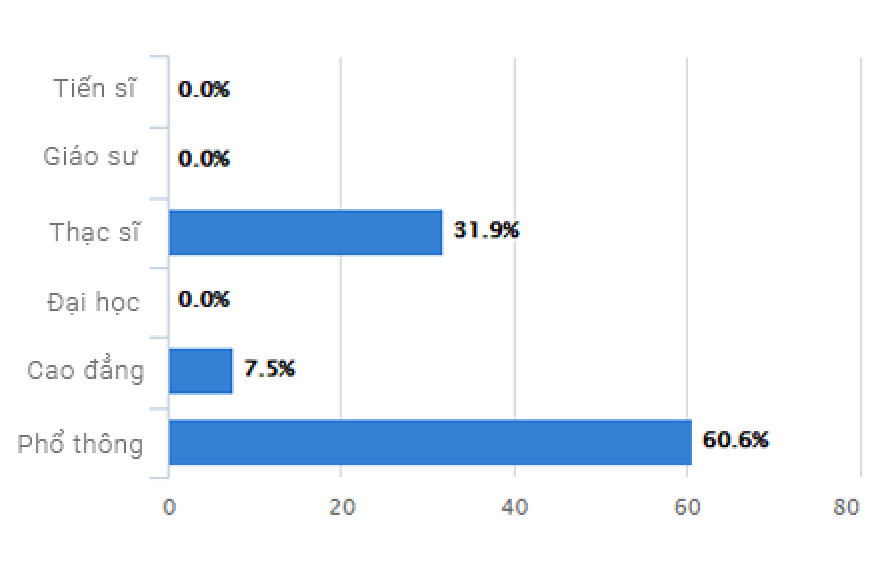 Tiến sĩ 0.0%
Giáo sư 0.0%
Thạc sĩ 31.9%
Đại học 0.0%
Cao đẳng 7.5%
Phổ thông 60.6%
0 20 40 60 80